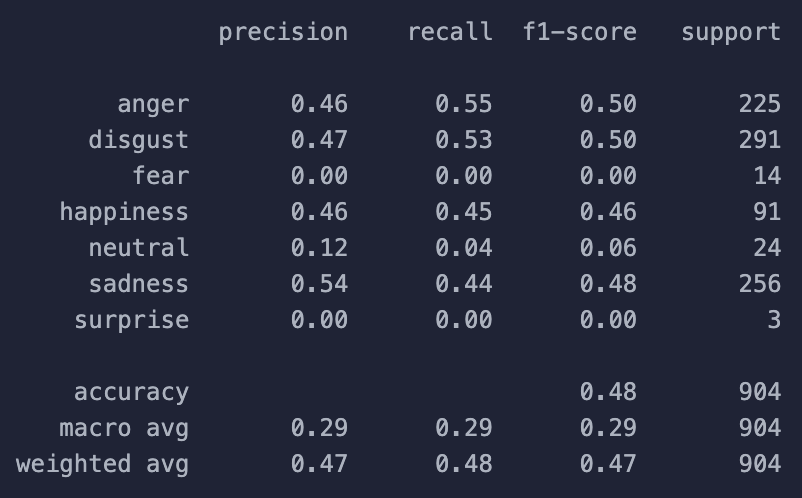 precision recall f1-score support
anger 0.46 0.55 0.50 225
disgust 0.47 0.53 0.50 291
fear 0.00 0.00 0.00 14
happiness 0.46 0.45 0.46 91
neutral 0.12 0.04 0.06 24
sadness 0.54 0.44 0.48 256
surprise 0.00 0.00 0.00 3
accuracy 0.48 904
macro avg 0.29 0.29 0.29 904
weighted avg 0.47 0.48 0.47 904